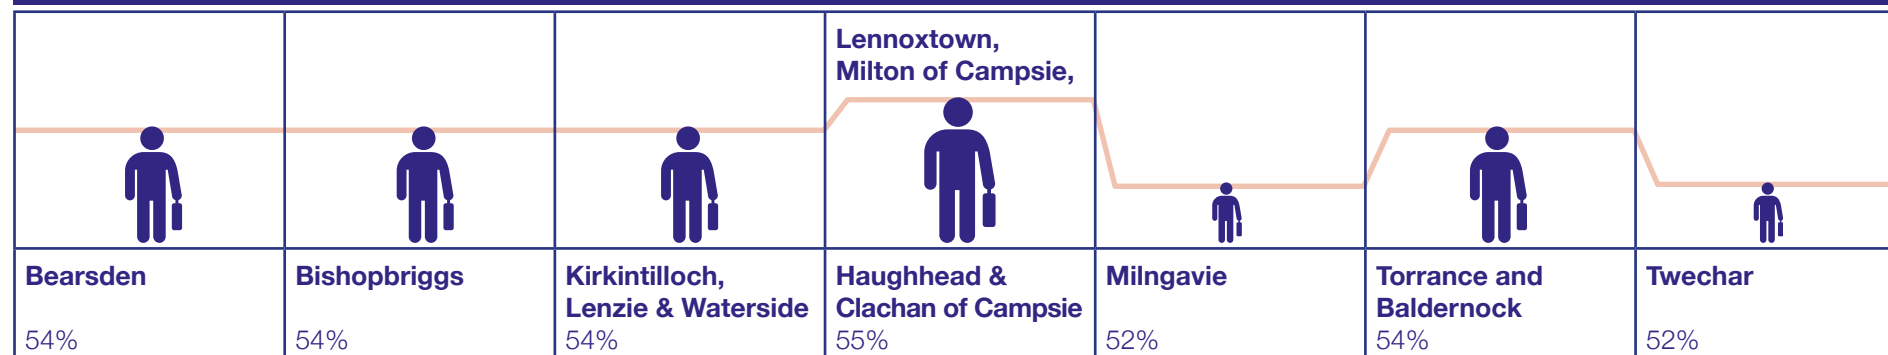 Bearsden
54%
Bishopbriggs
54%
Kirkintilloch,
Lenzie & Waterside
54%
Lennoxtown,
Milton of Campsie,
Haughhead &
Clachan of Campsie
55%
Milngavie
52%
Torrance and
Baldernock
54%
Twechar
52%